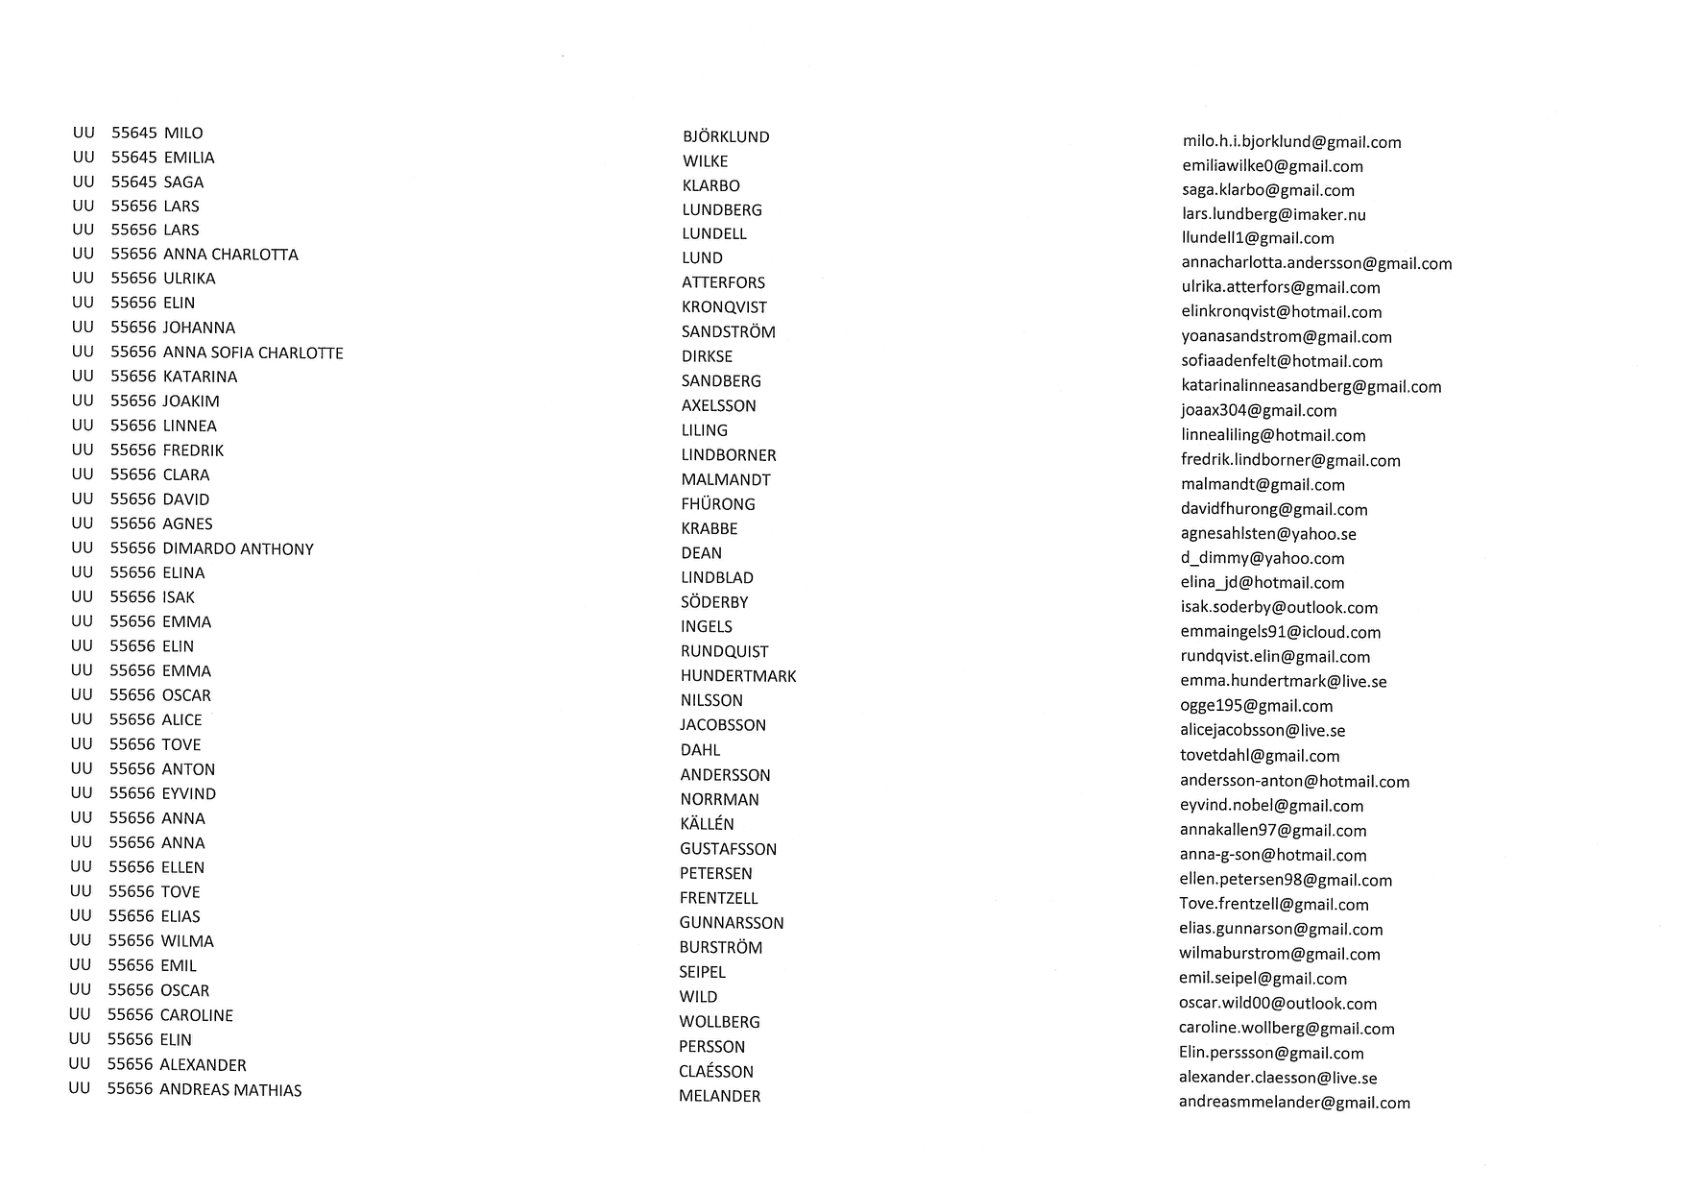 UU 55645 MILO BJÖRKLUND milo.h.i.bjorklund@gmail.com
UU 55645 EMILIA WILKE emiliawilke0@gmail.com
UU 55645 SAGA KLARBO saga.klarbo@gmail.com
UU 55656 LARS LUNDBERG lars.lundberg@imaker.nu
UU 55656 LARS LUNDELL llundell1@gmail.com
UU 55656 ANNA CHARLOTTA LUND annacharlotta.andersson@gmail.com
UU 55656 ULRIKA ATTERFORS ulrika.atterfors@gmail.com
UU 55656 ELIN KRONQVIST elinkronqvist@hotmail.com
UU 55656 JOHANNA SANDSTRÖM yoanasandstrom@gmail.com
UU 55656 ANNA SOFIA CHARLOTTE DIRKSE sofiaadenfelt@hotmail.com
UU 55656 KATARINA SANDBERG katarinalinneasandberg@gmail.com
UU 55656 JOAKIM AXELSSON joaax304@gmail.com
UU 55656 LINNEA LILING linnealiling@hotmail.com
UU 55656 FREDRIK LINDBORNER fredrik.lindborner@gmail.com
UU 55656 CLARA MALMANDT malmandt@gmail.com
UU 55656 DAVID FHÜRONG davidfhurong@gmail.com
UU 55656 AGNES KRABBE agnesahlsten@yahoo.se
UU 55656 DIMARDO ANTHONY DEAN d_dimmy@yahoo.com
UU 55656 ELINA LINDBLAD elina_jd@hotmail.com
UU 55656 ISAK SÖDERBY isak.soderby@outlook.com
UU 55656 EMMA INGELS emmaingels91@icloud.com
UU 55656 ELIN RUNDQUIST rundqvist.elin@gmail.com
UU 55656 EMMA HUNDERTMARK emma.hundertmark@live.se
UU 55656 OSCAR NILSSON ogge195@gmail.com
UU 55656 ALICE JACOBSSON alicejacobsson@live.se
UU 55656 TOVE DAHL tovetdahl@gmail.com
UU 55656 ANTON ANDERSSON andersson-anton@hotmail.com
UU 55656 EYVIND NORRMAN eyvind.nobel@gmail.com
UU 55656 ANNA KÄLLÉN annakallen97@gmail.com
UU 55656 ANNA GUSTAFSSON anna-g-son@hotmail.com
UU 55656 ELLEN PETERSEN ellen.petersen98@gmail.com
UU 55656 TOVE FRENTZELL Tove.frentzell@gmail.com
UU 55656 ELIAS GUNNARSSON elias.gunnarson@gmail.com
UU 55656 WILMA BURSTRÖM wilmaburstrom@gmail.com
UU 55656 EMIL SEIPEL emil.seipel@gmail.com
UU 55656 OSCAR WILD oscar.wild00@outlook.com
UU 55656 CAROLINE WOLLBERG caroline.wollberg@gmail.com
UU 55656 ELIN PERSSON Elin.perssson@gmail.com
UU 55656 ALEXANDER CLAÉSSON alexander.claesson@live.se
UU 55656 ANDREAS MATHIAS MELANDER andreasmmelander@gmail.com